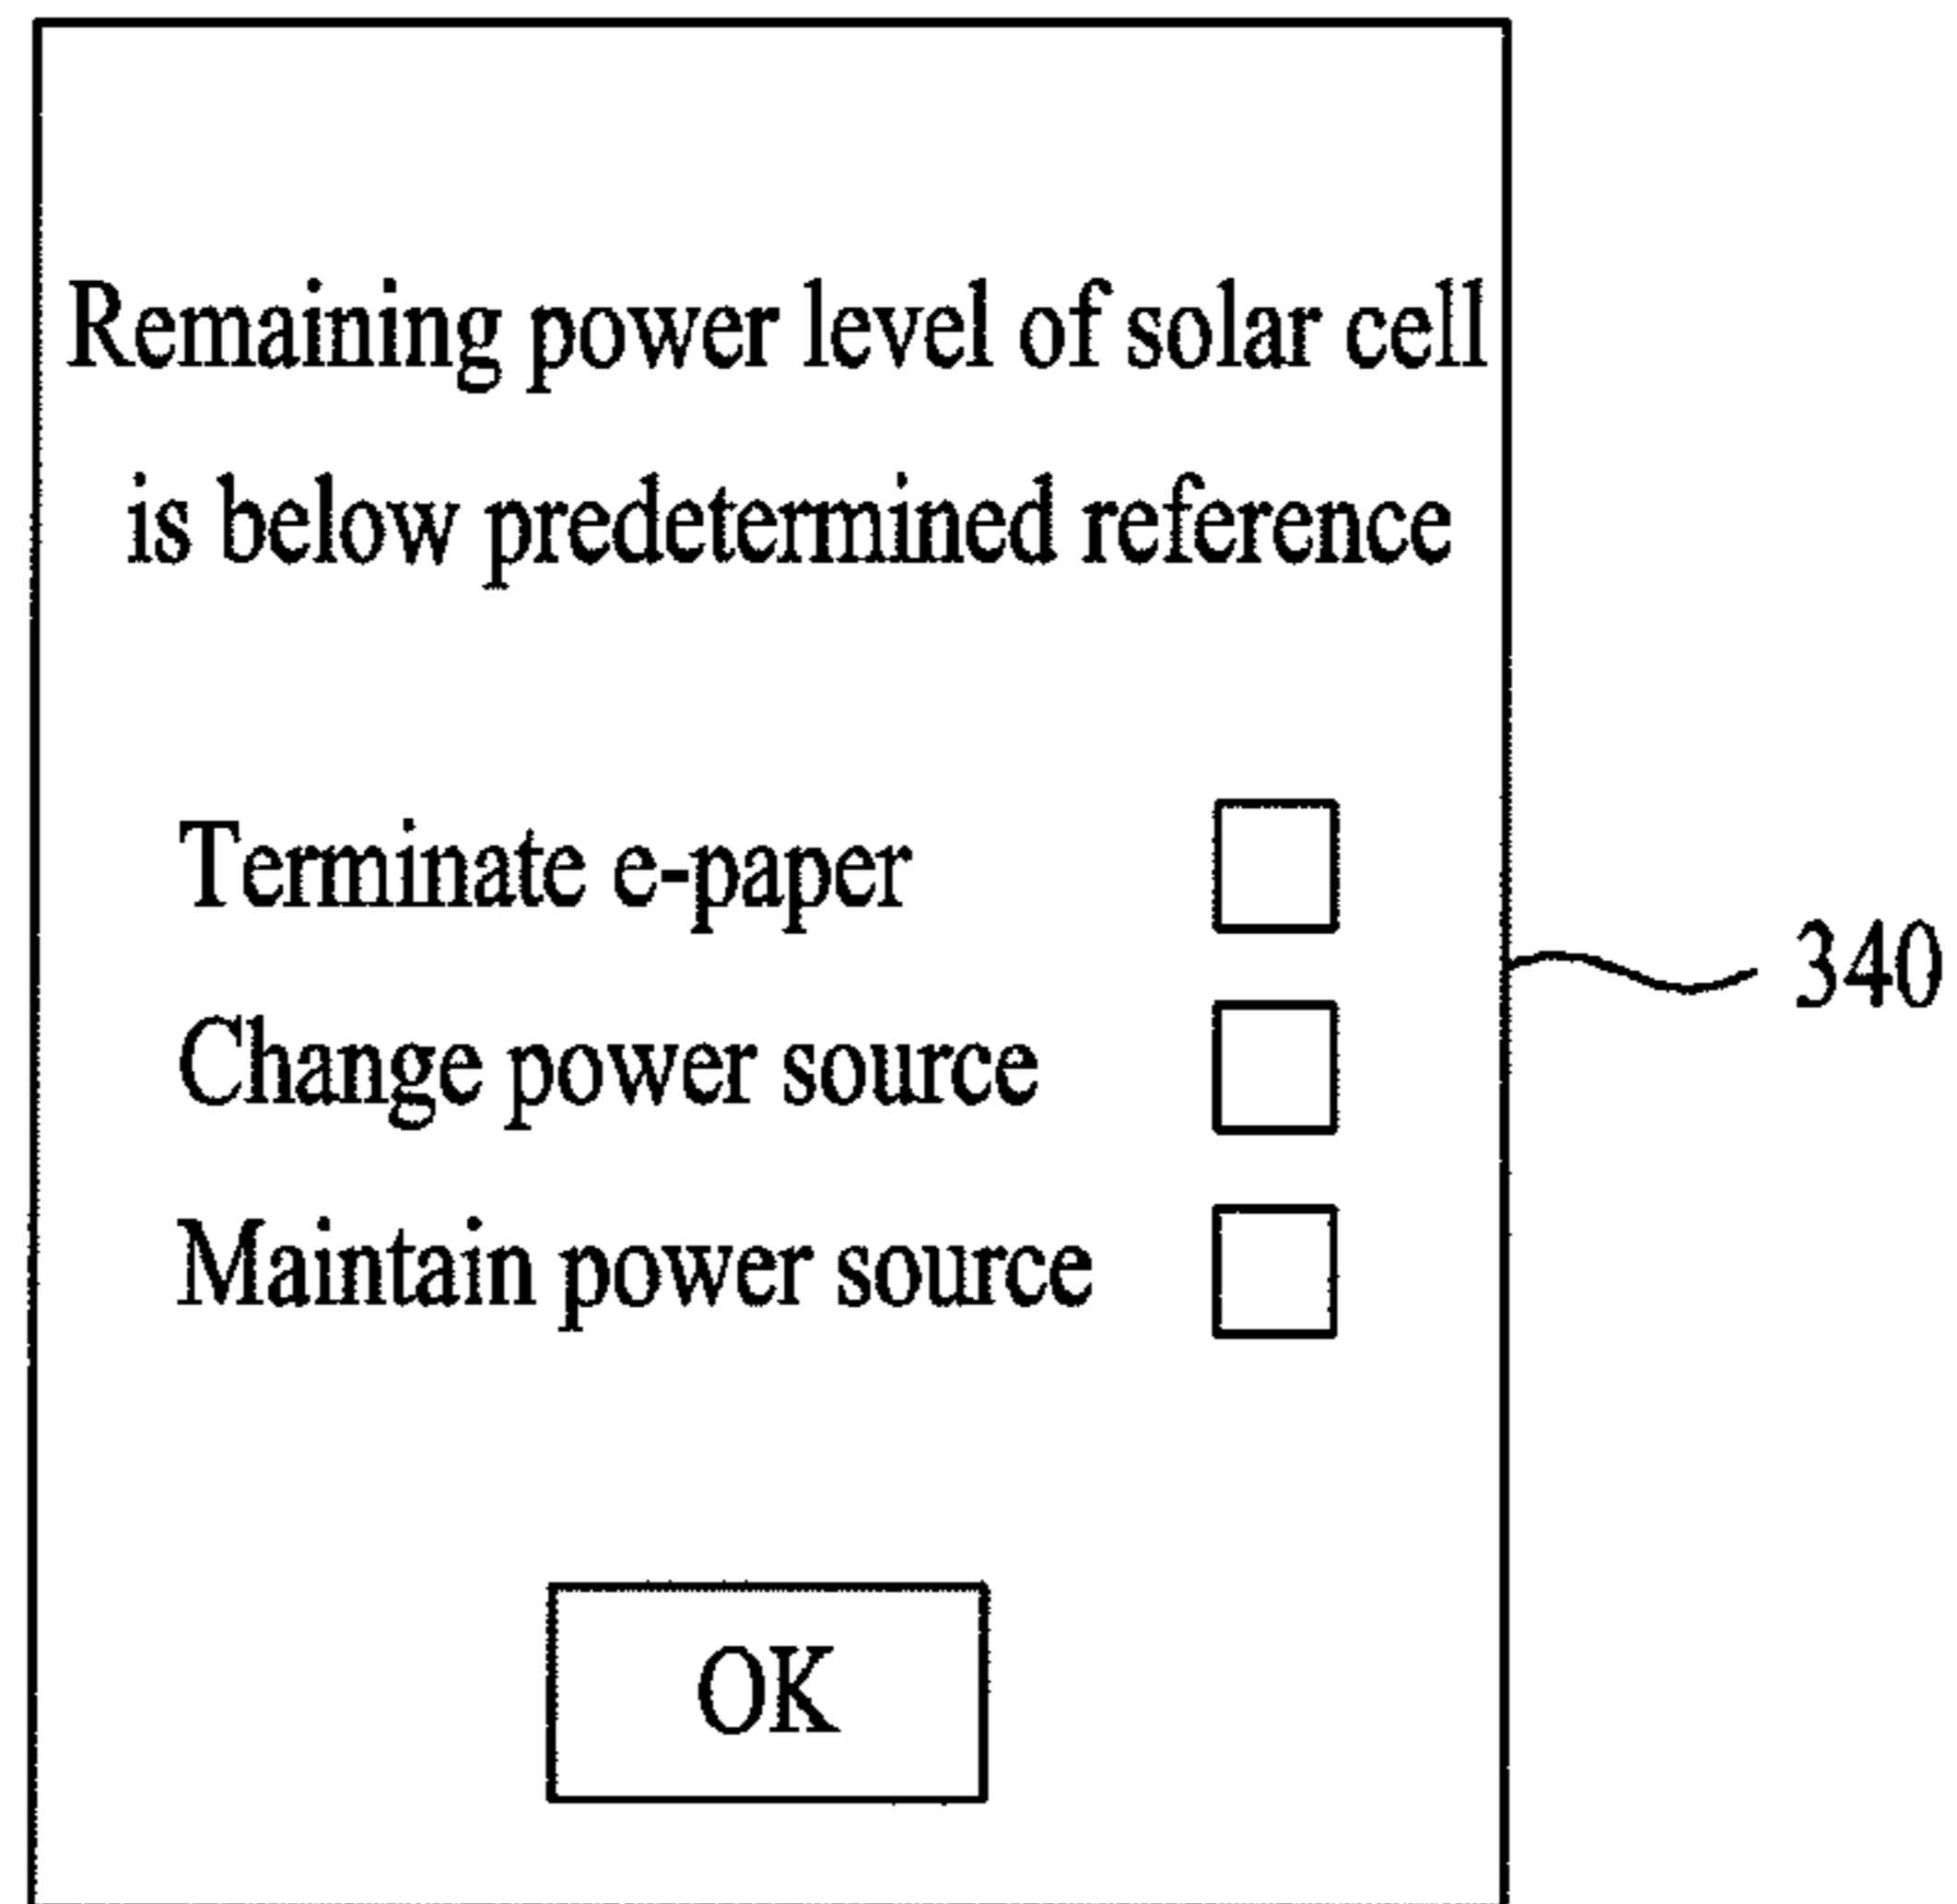 Remaining power level of solar cell
is below predetermined reference
Terminate e-paper
Change power source
Maintain power source
OK
340